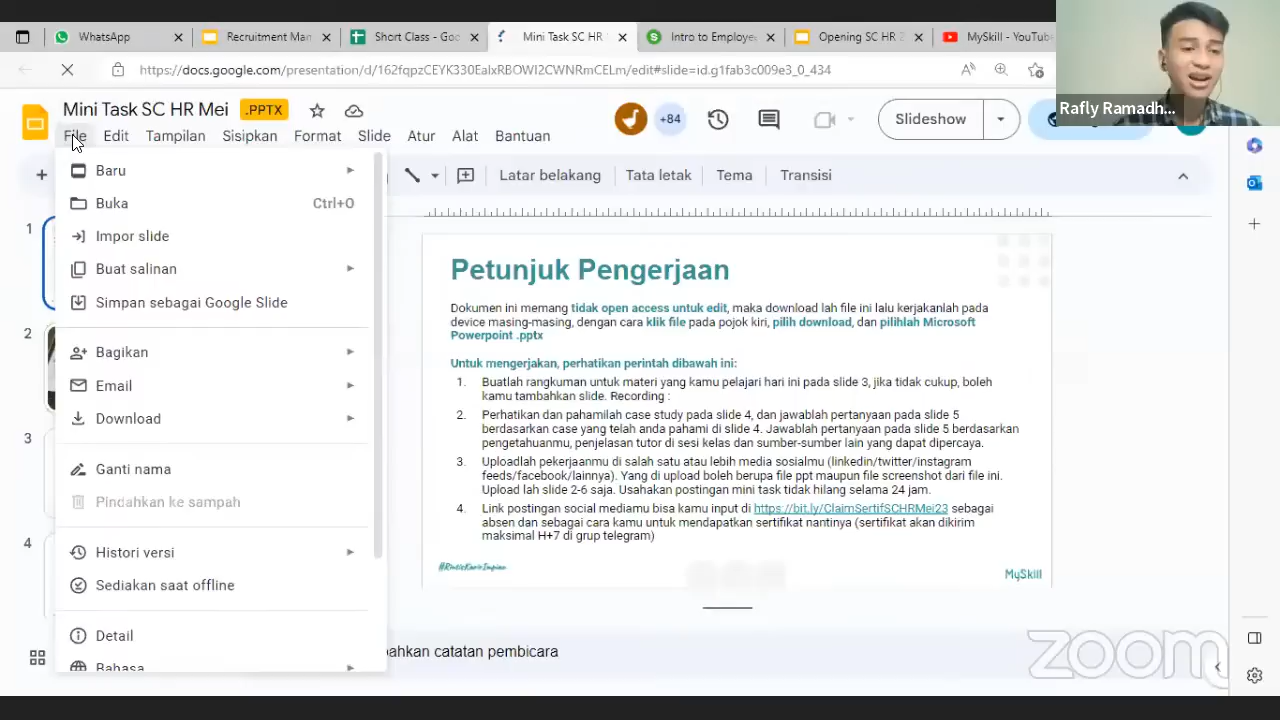 WhatsApp
Recruitment Man
Short Class - Goo
Mini Task SC HR
Intro to Employe
Opening SC HR 2
MySkill - YouTube
https://docs.google.com/presentation/d/162fqpzCEYK330EalxRBOWI2CWNRmCELm/edit#slide=id.g1fab3c009e3_0_434
Rafly Ramadh...
Mini Task SC HR Mei
.PPTX
File
Edit
Tampilan
Sisipkan
Format
Slide
Atur
Alat
Bantuan
+84
Slideshow
Latar belakang
Tata letak
Tema
Transisi
Baru
Buka
Ctrl+O
Impor slide
Buat salinan
Simpan sebagai Google Slide
Bagikan
Email
Download
Ganti nama
Pindahkan ke sampah
Histori versi
Sediakan saat offline
Detail
Bahasa
1
2
3
4
Petunjuk Pengerjaan
Dokumen ini memang tidak open access untuk edit, maka download lah file ini lalu kerjakanlah pada
device masing-masing, dengan cara klik file pada pojok kiri, pilih download, dan pilihlah Microsoft
Powerpoint .pptx
Untuk mengerjakan, perhatikan perintah dibawah ini:
1. Buatlah rangkuman untuk materi yang kamu pelajari hari ini pada slide 3, jika tidak cukup, boleh
kamu tambahkan slide. Recording :
2. Perhatikan dan pahamilah case study pada slide 4, dan jawablah pertanyaan pada slide 5
berdasarkan case yang telah anda pahami di slide 4. Jawablah pertanyaan pada slide 5 berdasarkan
pengetahuanmu, penjelasan tutor di sesi kelas dan sumber-sumber lain yang dapat dipercaya.
3. Uploadlah pekerjaanmu di salah satu atau lebih media sosialmu (linkedin/twitter/instagram
feeds/facebook/lainnya). Yang di upload boleh berupa file ppt maupun file screenshot dari file ini.
Upload lah slide 2-6 saja. Usahakan postingan mini task tidak hilang selama 24 jam.
4. Link postingan social mediamu bisa kamu input di https://bit.ly/ClaimSertifSCHRMei23 sebagai
absen dan sebagai cara kamu untuk mendapatkan sertifikat nantinya (sertifikat akan dikirim
maksimal H+7 di grup telegram)
#RintisKarirImpian
MySkill
bahkan catatan pembicara
zoom